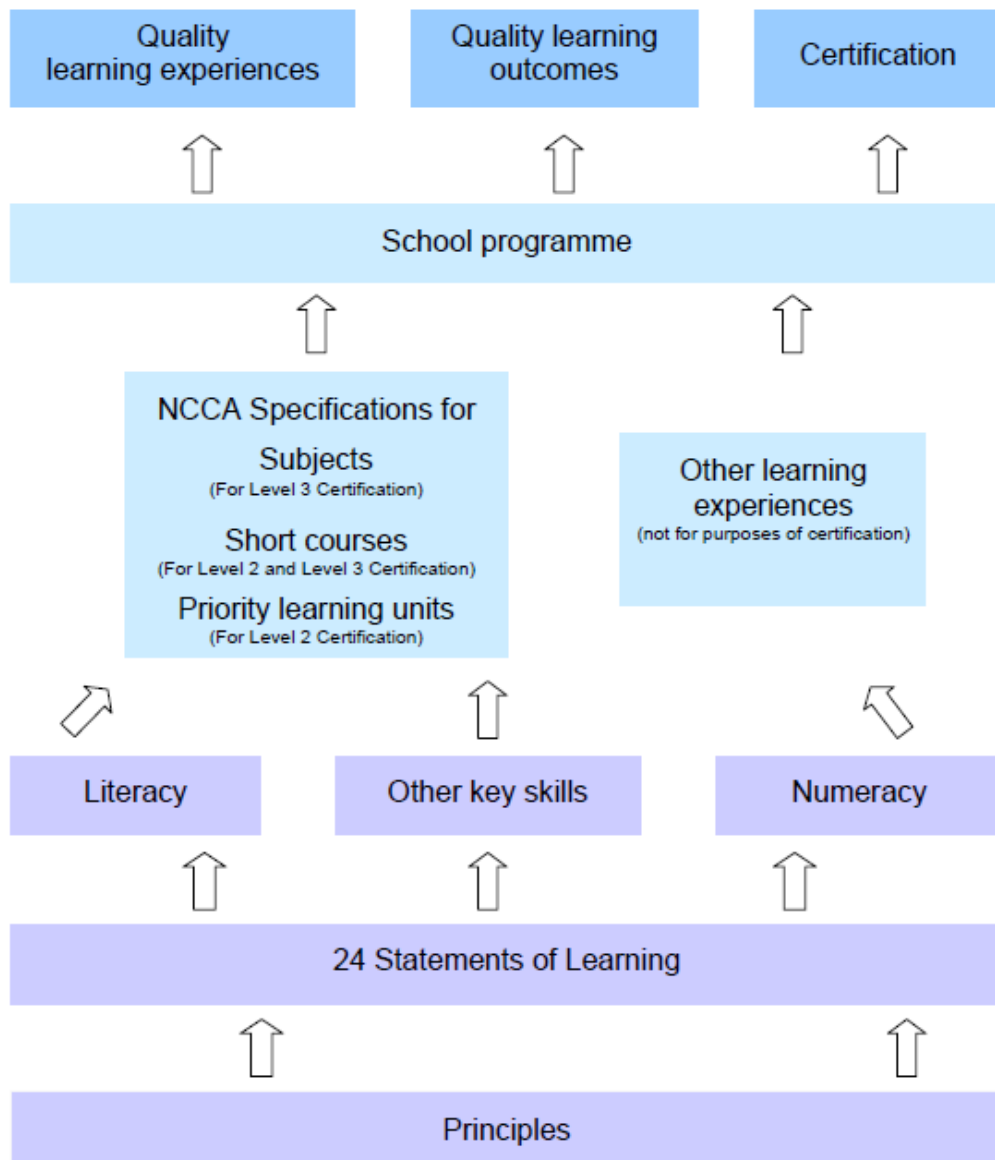 Quality
learning experiences
Quality learning
outcomes
Certification
School programme
NCCA Specifications for
Subjects
(For Level 3 Certification)
Short courses
(For Level 2 and Level 3 Certification)
Priority learning units
(For Level 2 Certification)
Other learning
experiences
(not for purposes of certification)
Literacy
Other key skills
Numeracy
24 Statements of Learning
Principles